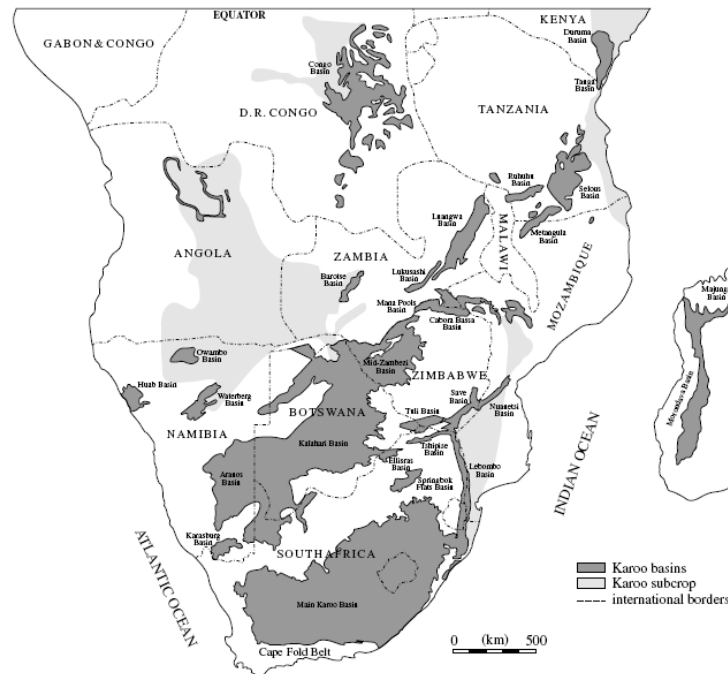 EQUATOR
KENYA
GABON & CONGO
Duruma
Basin
Congo
Basin
Tanga
Basin
D.R. CONGO
TANZANIA
Ruhuhu
Basin
Selous
Basin
Luangwa
Basin
MALAWI
Metangula
Basin
ANGOLA
ZAMBIA
Lukusashi
Basin
Barotse
Basin
MOZAMBIQUE
Mana Pools
Basin
Cabora Bassa
Basin
Majunga
Basin
Owambo
Basin
Mid-Zambezi
Basin
ZIMBABWE
Huab Basin
Waterberg
Basin
Save
Basin
Nuanetsi
Basin
Morondava Basin
BOTSWANA
Tuli Basin
NAMIBIA
Kalahari Basin
Tshipise
Basin
Ellisras
Basin
Lebombo
Basin
Aranos
Basin
Springbok
Flats Basin
INDIAN OCEAN
Karasburg
Basin
SOUTH AFRICA
ATLANTIC OCEAN
Karoo basins
Karoo subcrop
international borders
Main Karoo Basin
0 (km) 500
Cape Fold Belt